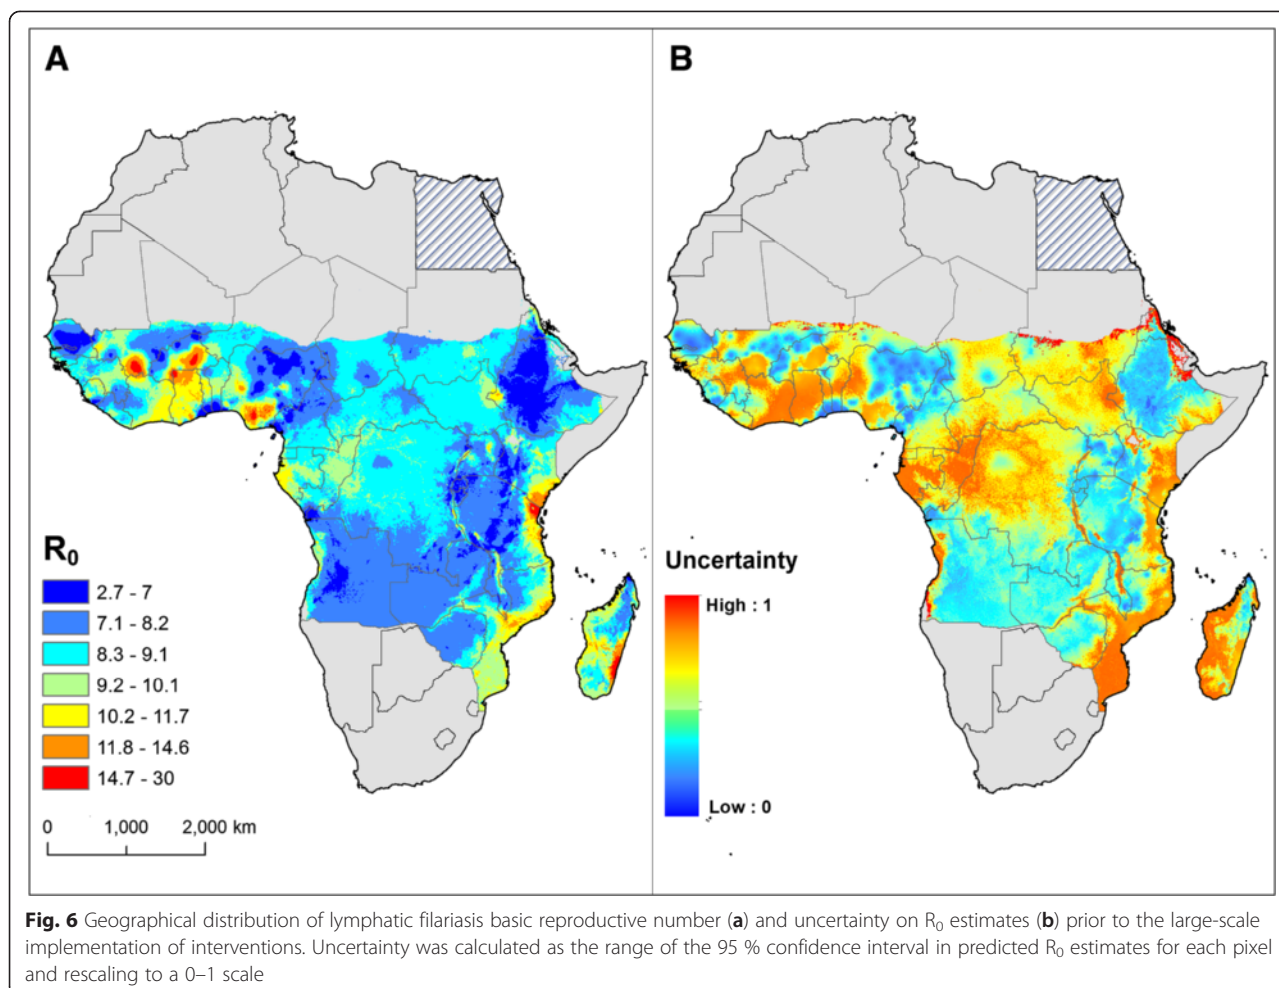 A
B
R0
2.7 - 7
7.1 - 8.2
8.3 - 9.1
9.2 - 10.1
10.2 - 11.7
11.8 - 14.6
14.7 - 30
0 1,000 2,000 km
Uncertainty
High : 1
Low : 0
Fig. 6 Geographical distribution of lymphatic filariasis basic reproductive number (a) and uncertainty on R0 estimates (b) prior to the large-scale
implementation of interventions. Uncertainty was calculated as the range of the 95 % confidence interval in predicted R0 estimates for each pixel
and rescaling to a 0–1 scale